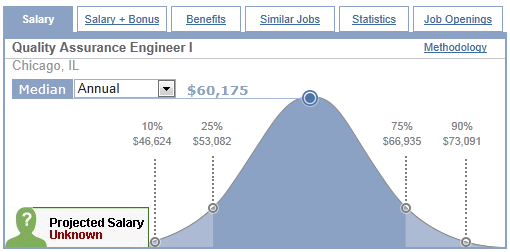 Salary Salary + Bonus Benefits Similar Jobs Statistics Job Openings
Quality Assurance Engineer I Methodology
Chicago, IL
Median Annual $60,175
10% 25% 75% 90%
$46,624 $53,082 $66,935 $73,091
?
Projected Salary
Unknown